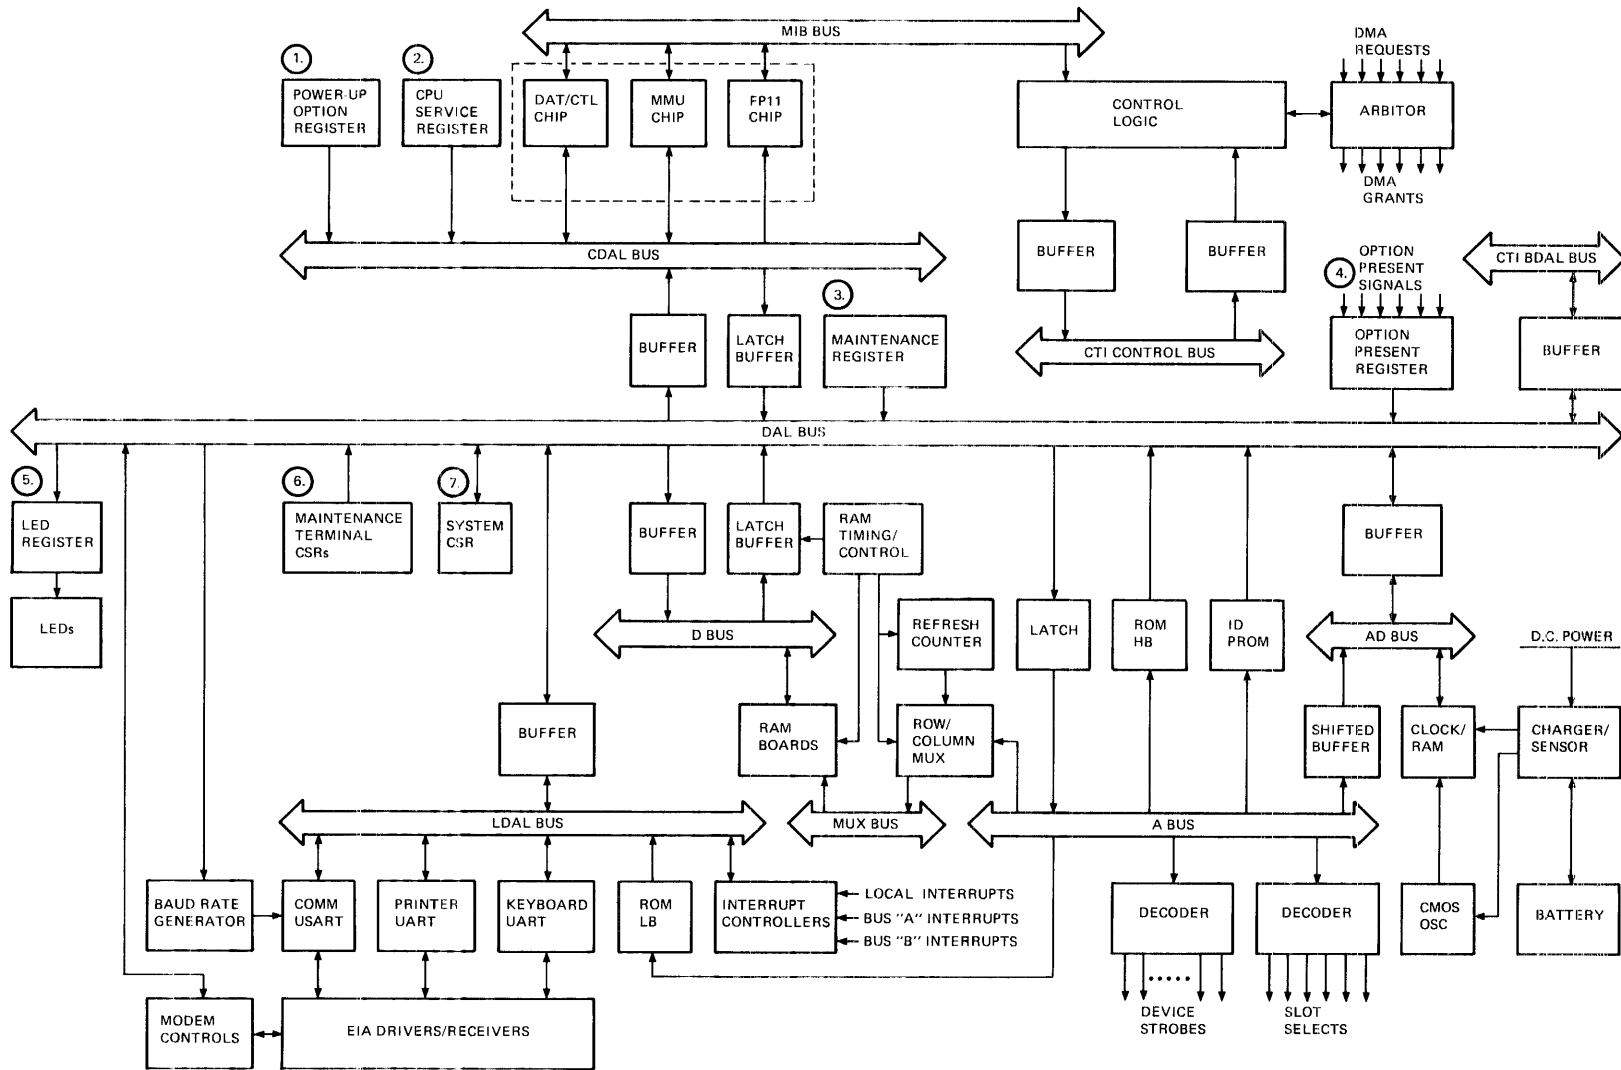 MIB BUS
1.
POWER-UP
OPTION
REGISTER
2.
CPU
SERVICE
REGISTER
DAT/CTL
CHIP
MMU
CHIP
FP11
CHIP
CONTROL
LOGIC
DMA
REQUESTS
ARBITOR
DMA
GRANTS
CDAL BUS
BUFFER
BUFFER
4.
OPTION
PRESENT
SIGNALS
CTI BDAL BUS
BUFFER
LATCH
BUFFER
3.
MAINTENANCE
REGISTER
CTI CONTROL BUS
OPTION
PRESENT
REGISTER
BUFFER
DAL BUS
5.
LED
REGISTER
LEDs
6.
MAINTENANCE
TERMINAL
CSRs
7.
SYSTEM
CSR
BUFFER
LATCH
BUFFER
RAM
TIMING/
CONTROL
BUFFER
D BUS
REFRESH
COUNTER
LATCH
ROM
HB
ID
PROM
AD BUS
D.C. POWER
BUFFER
RAM
BOARDS
ROW/
COLUMN
MUX
SHIFTED
BUFFER
CLOCK/
RAM
CHARGER/
SENSOR
LDAL BUS
MUX BUS
A BUS
BAUD RATE
GENERATOR
COMM
USART
PRINTER
UART
KEYBOARD
UART
ROM
LB
INTERRUPT
CONTROLLERS
LOCAL INTERRUPTS
BUS "A" INTERRUPTS
BUS "B" INTERRUPTS
DECODER
DECODER
CMOS
OSC
BATTERY
MODEM
CONTROLS
EIA DRIVERS/RECEIVERS
DEVICE
STROBES
SLOT
SELECTS